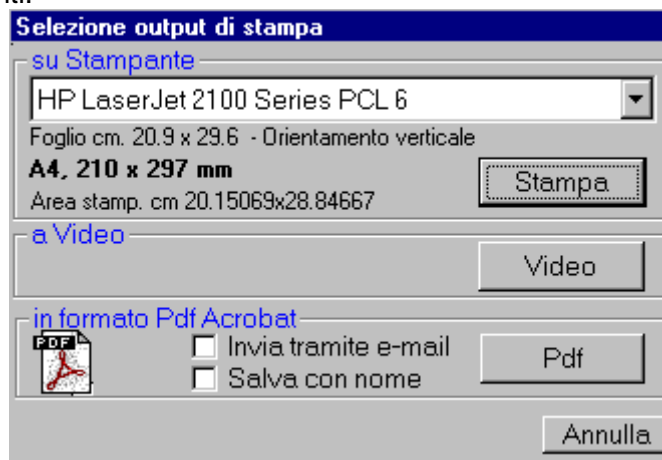 Selezione output di stampa
su Stampante
HP LaserJet 2100 Series PCL 6
Foglio cm. 20.9 x 29.6 - Orientamento verticale
A4, 210 x 297 mm
Stampa
Area stamp. cm 20.15069x28.84667
a Video
Video
in formato Pdf Acrobat
PDF
Invia tramite e-mail
Pdf
Salva con nome
Annulla